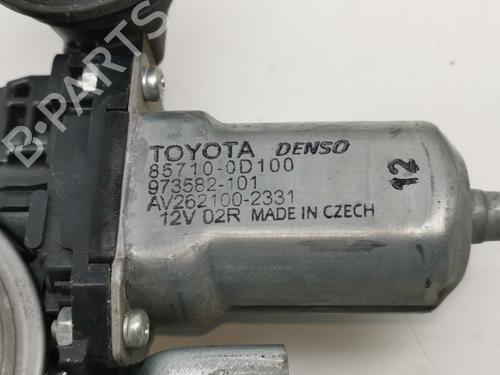 TOYOTA DENSO
85710-0D100
973582-101
AV262100-2331
12V 02R MADE IN CZECH
12
B-PARTS